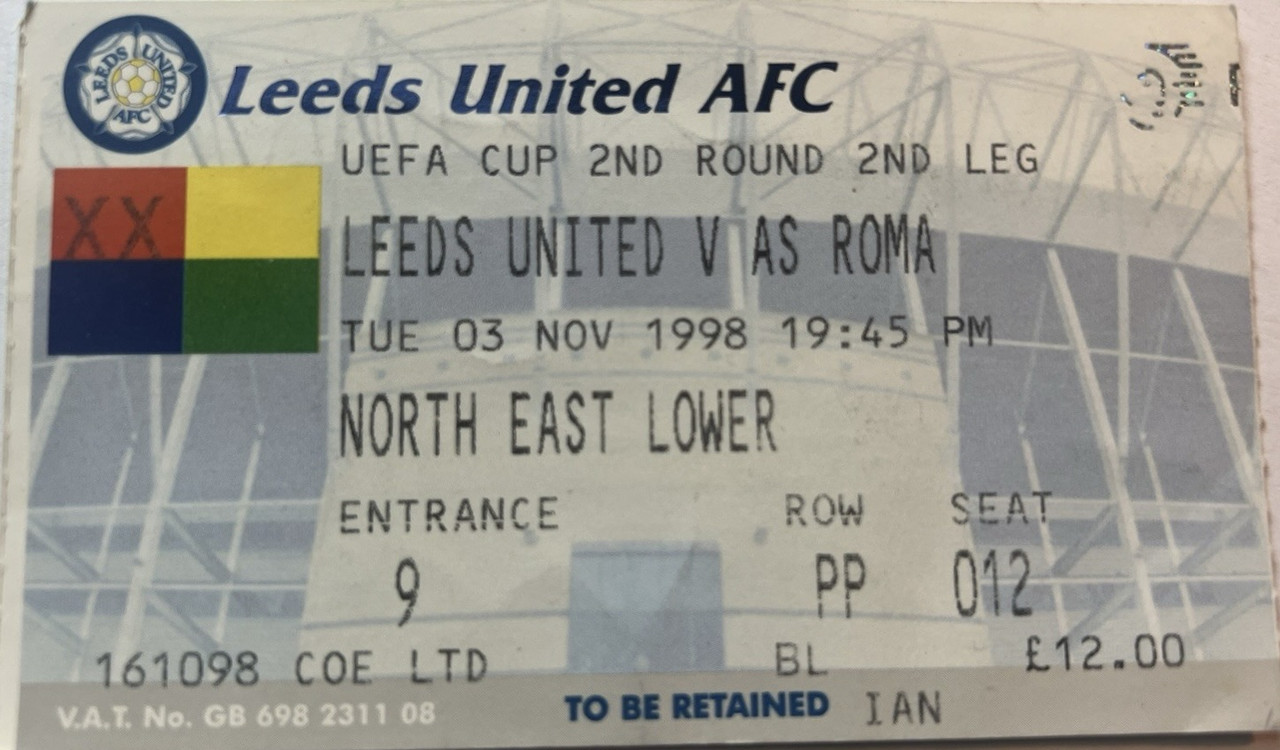 LEEDS UNITED AFC
Leeds United AFC
UEFA CUP 2ND ROUND 2ND LEG
XX
LEEDS UNITED V AS ROMA
TUE 03 NOV 1998 19:45 PM
NORTH EAST LOWER
ENTRANCE ROW SEAT
9 PP 012
161098 COE LTD BL £12.00
V.A.T. No. GB 698 2311 08 TO BE RETAINED IAN